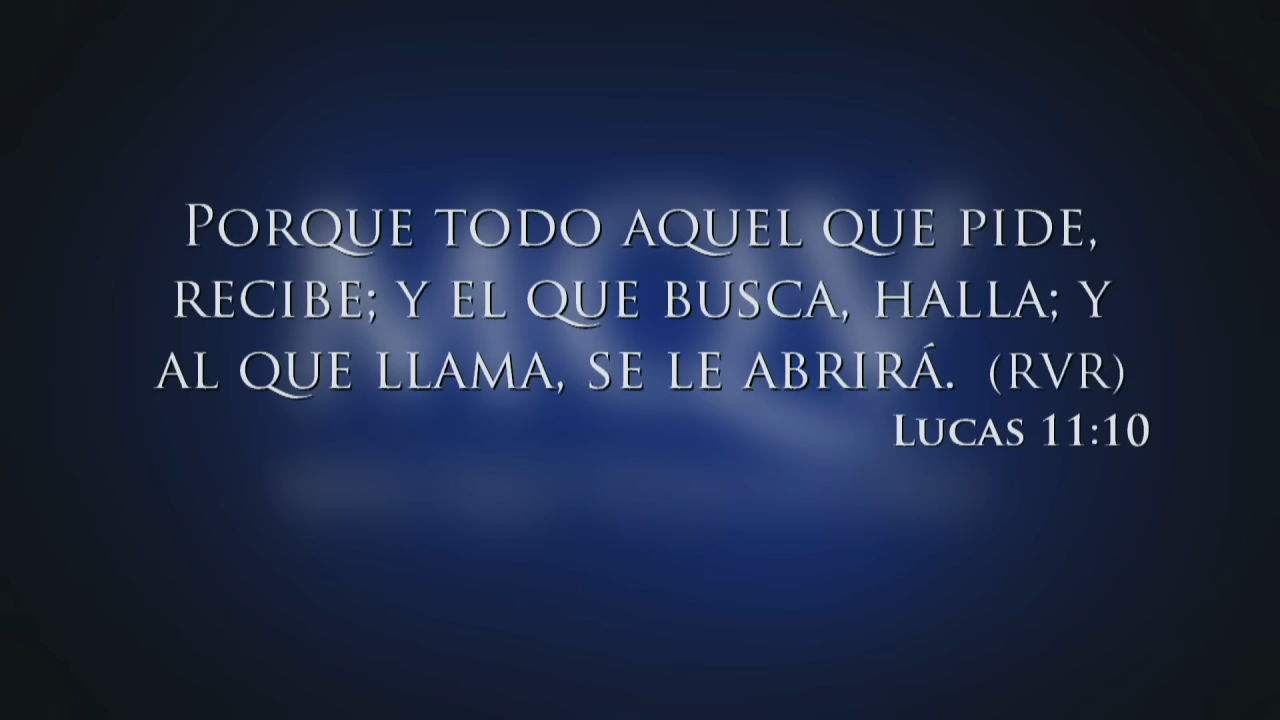 Porque todo aquel que pide,
recibe; y el que busca, halla; y
al que llama, se le abrirá. (RVR)
Lucas 11:10